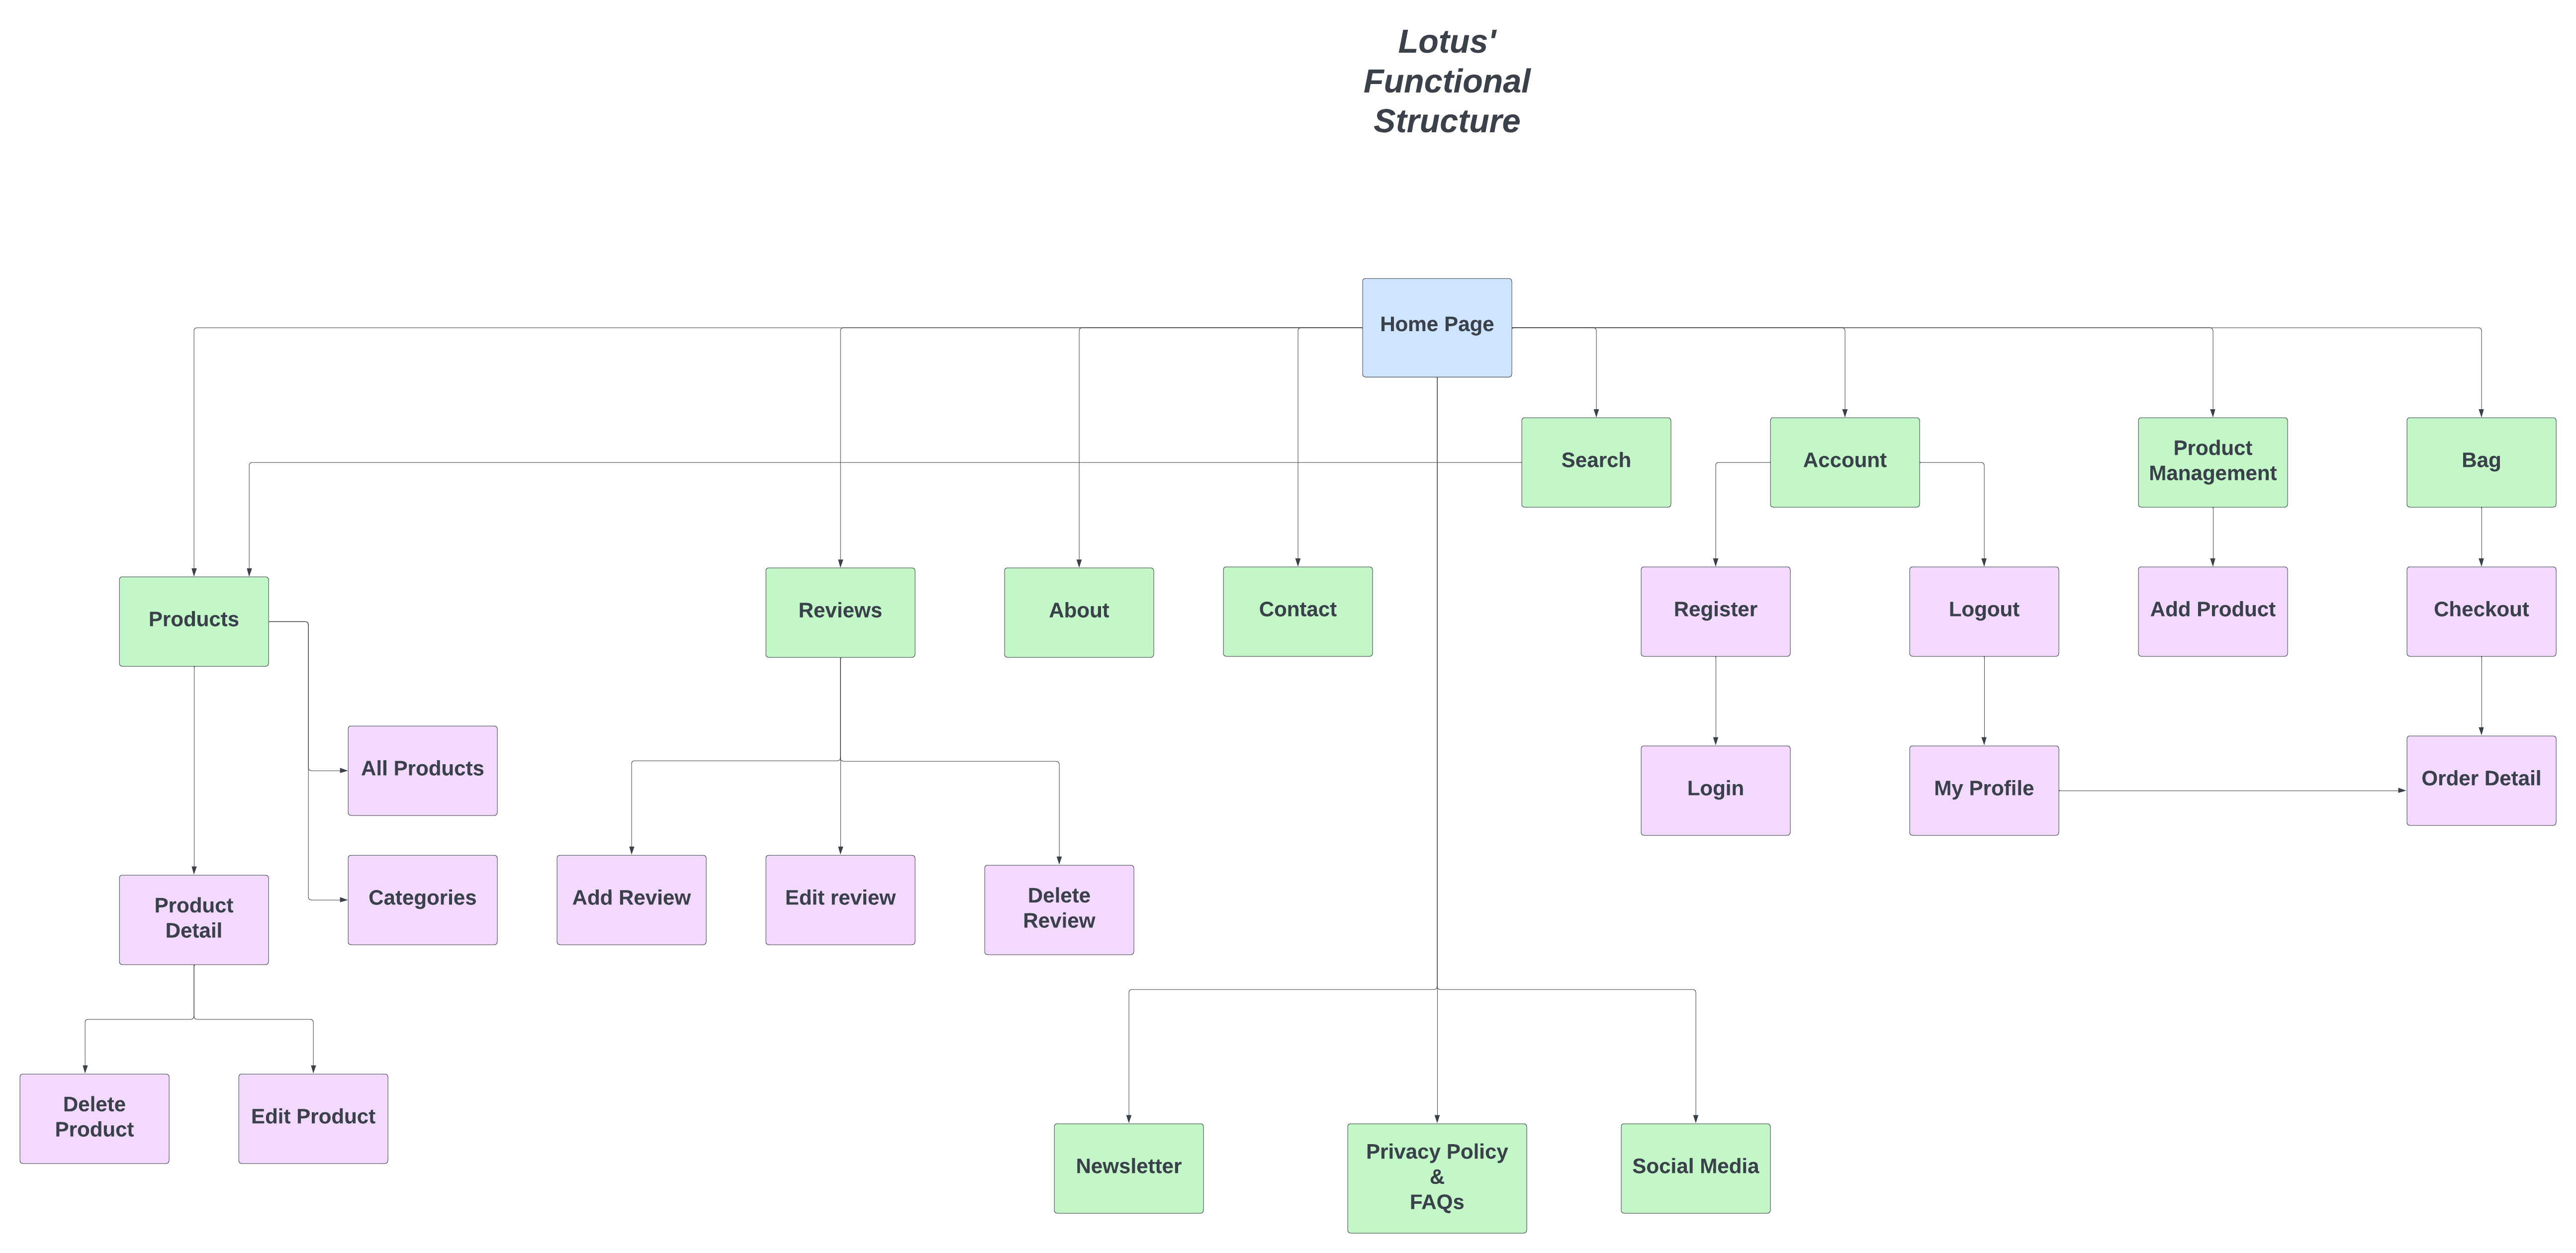 Lotus'
Functional
Structure
Home Page
Search
Account
Product
Management
Bag
Products
Reviews
About
Contact
Register
Logout
Add Product
Checkout
All Products
Login
My Profile
Order Detail
Product
Detail
Categories
Add Review
Edit review
Delete
Review
Delete
Product
Edit Product
Newsletter
Privacy Policy
&
FAQs
Social Media